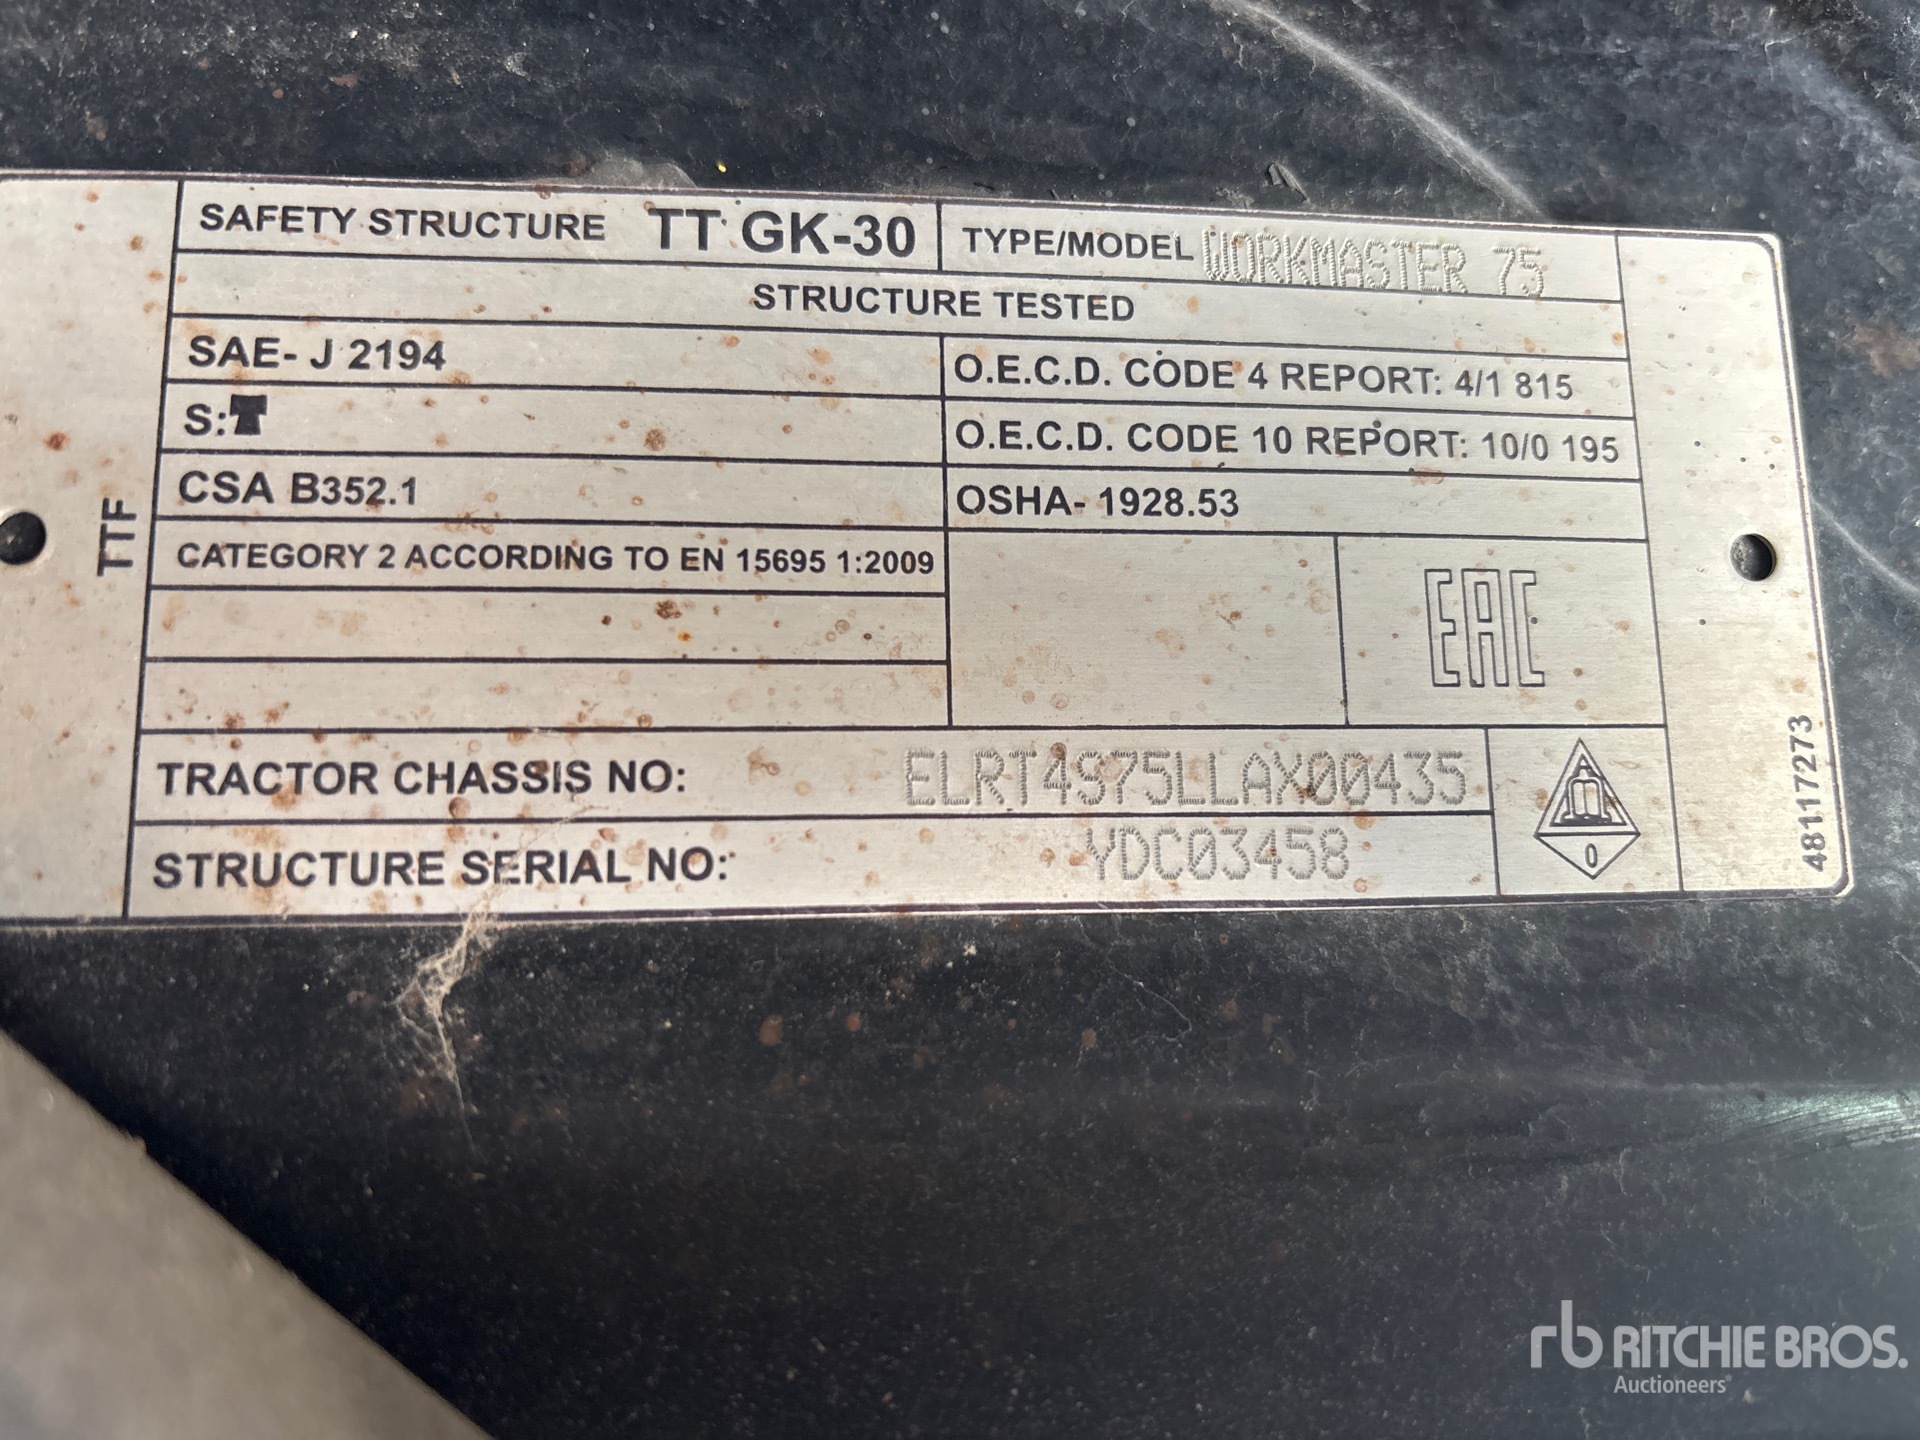 SAFETY STRUCTURE TT GK-30 TYPE/MODEL WORKMASTER 75
STRUCTURE TESTED
SAE- J 2194
O.E.C.D. CODE 4 REPORT: 4/1 815
S:T
O.E.C.D. CODE 10 REPORT: 10/0 195
CSA B352.1
OSHA- 1928.53
TTF
CATEGORY 2 ACCORDING TO EN 15695 1:2009
EAC
TRACTOR CHASSIS NO: ELRT4S75LLAX00435
STRUCTURE SERIAL NO: YDC03458
0
48117273
rb RITCHIE BROS.
Auctioneers